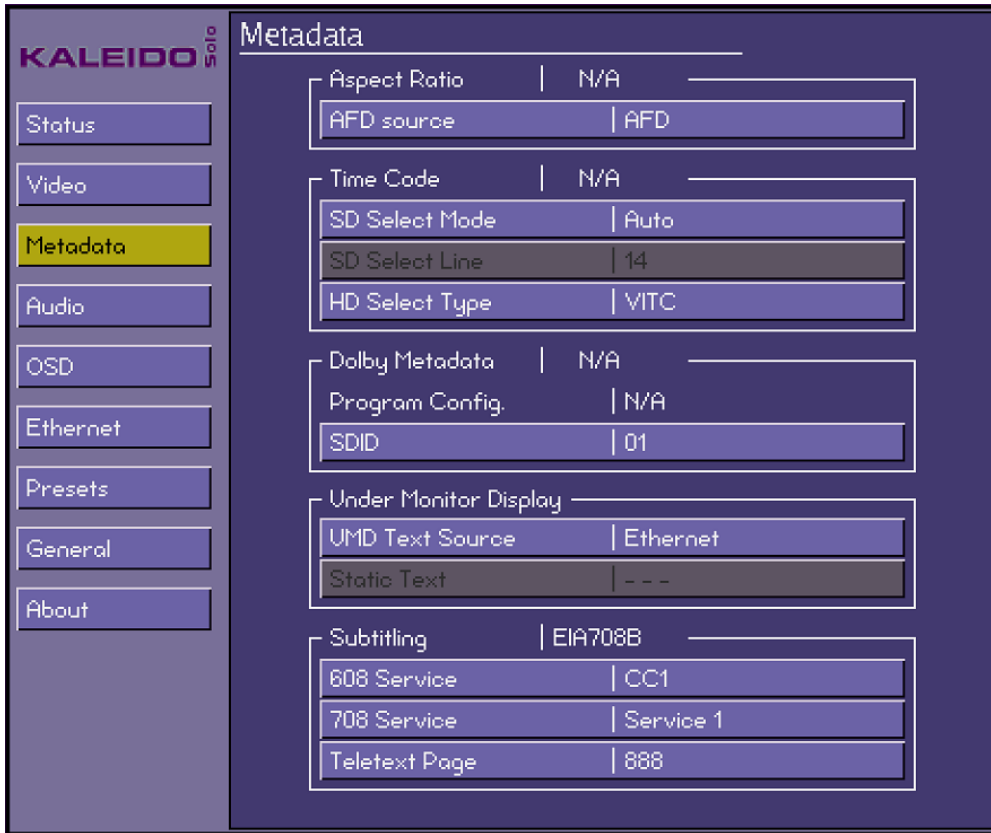 KALEIDO Solo
Status
Video
Metadata
Audio
OSD
Ethernet
Presets
General
About
Metadata
Aspect Ratio | N/A
AFD source | AFD
Time Code | N/A
SD Select Mode | Auto
SD Select Line | 14
HD Select Type | VITC
Dolby Metadata | N/A
Program Config. | N/A
SDID | 01
Under Monitor Display
UMD Text Source | Ethernet
Static Text | - - -
Subtitling | EIA708B
608 Service | CC1
708 Service | Service 1
Teletext Page | 888